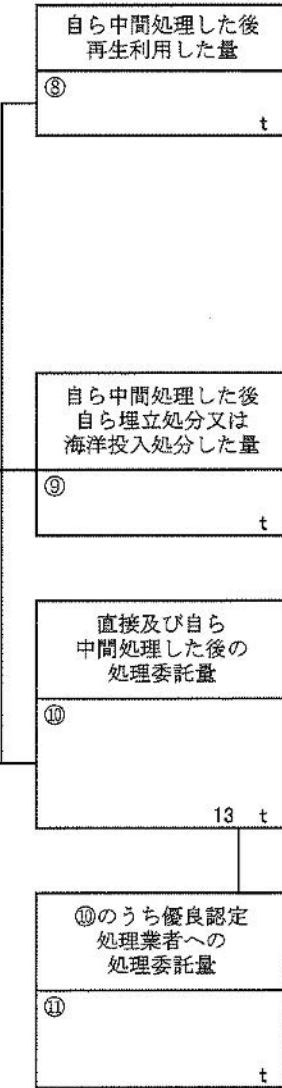 自ら中間処理した後
再生利用した量
⑧
t
自ら中間処理した後
自ら埋立処分又は
海洋投入処分した量
⑨
t
直接及び自ら
中間処理した後の
処理委託量
⑩
13 t
⑩のうち優良認定
処理業者への
処理委託量
⑪
t